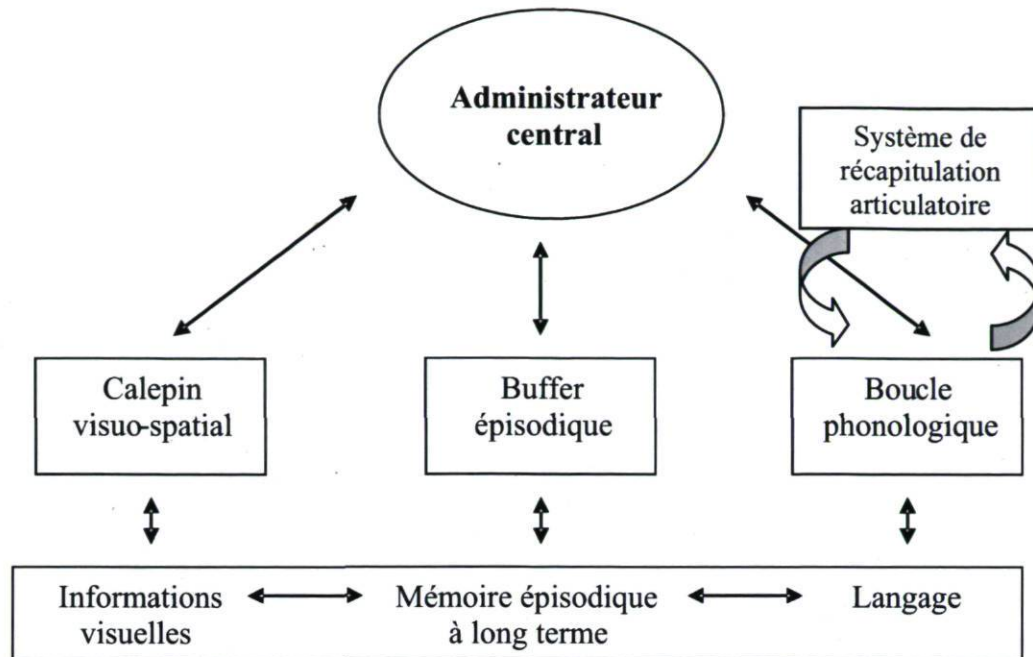 Administrateur
central
Système de
récapitulation
articulatoire
Calepin
visuo-spatial
Buffer
épisodique
Boucle
phonologique
Informations
visuelles
Mémoire épisodique
à long terme
Langage